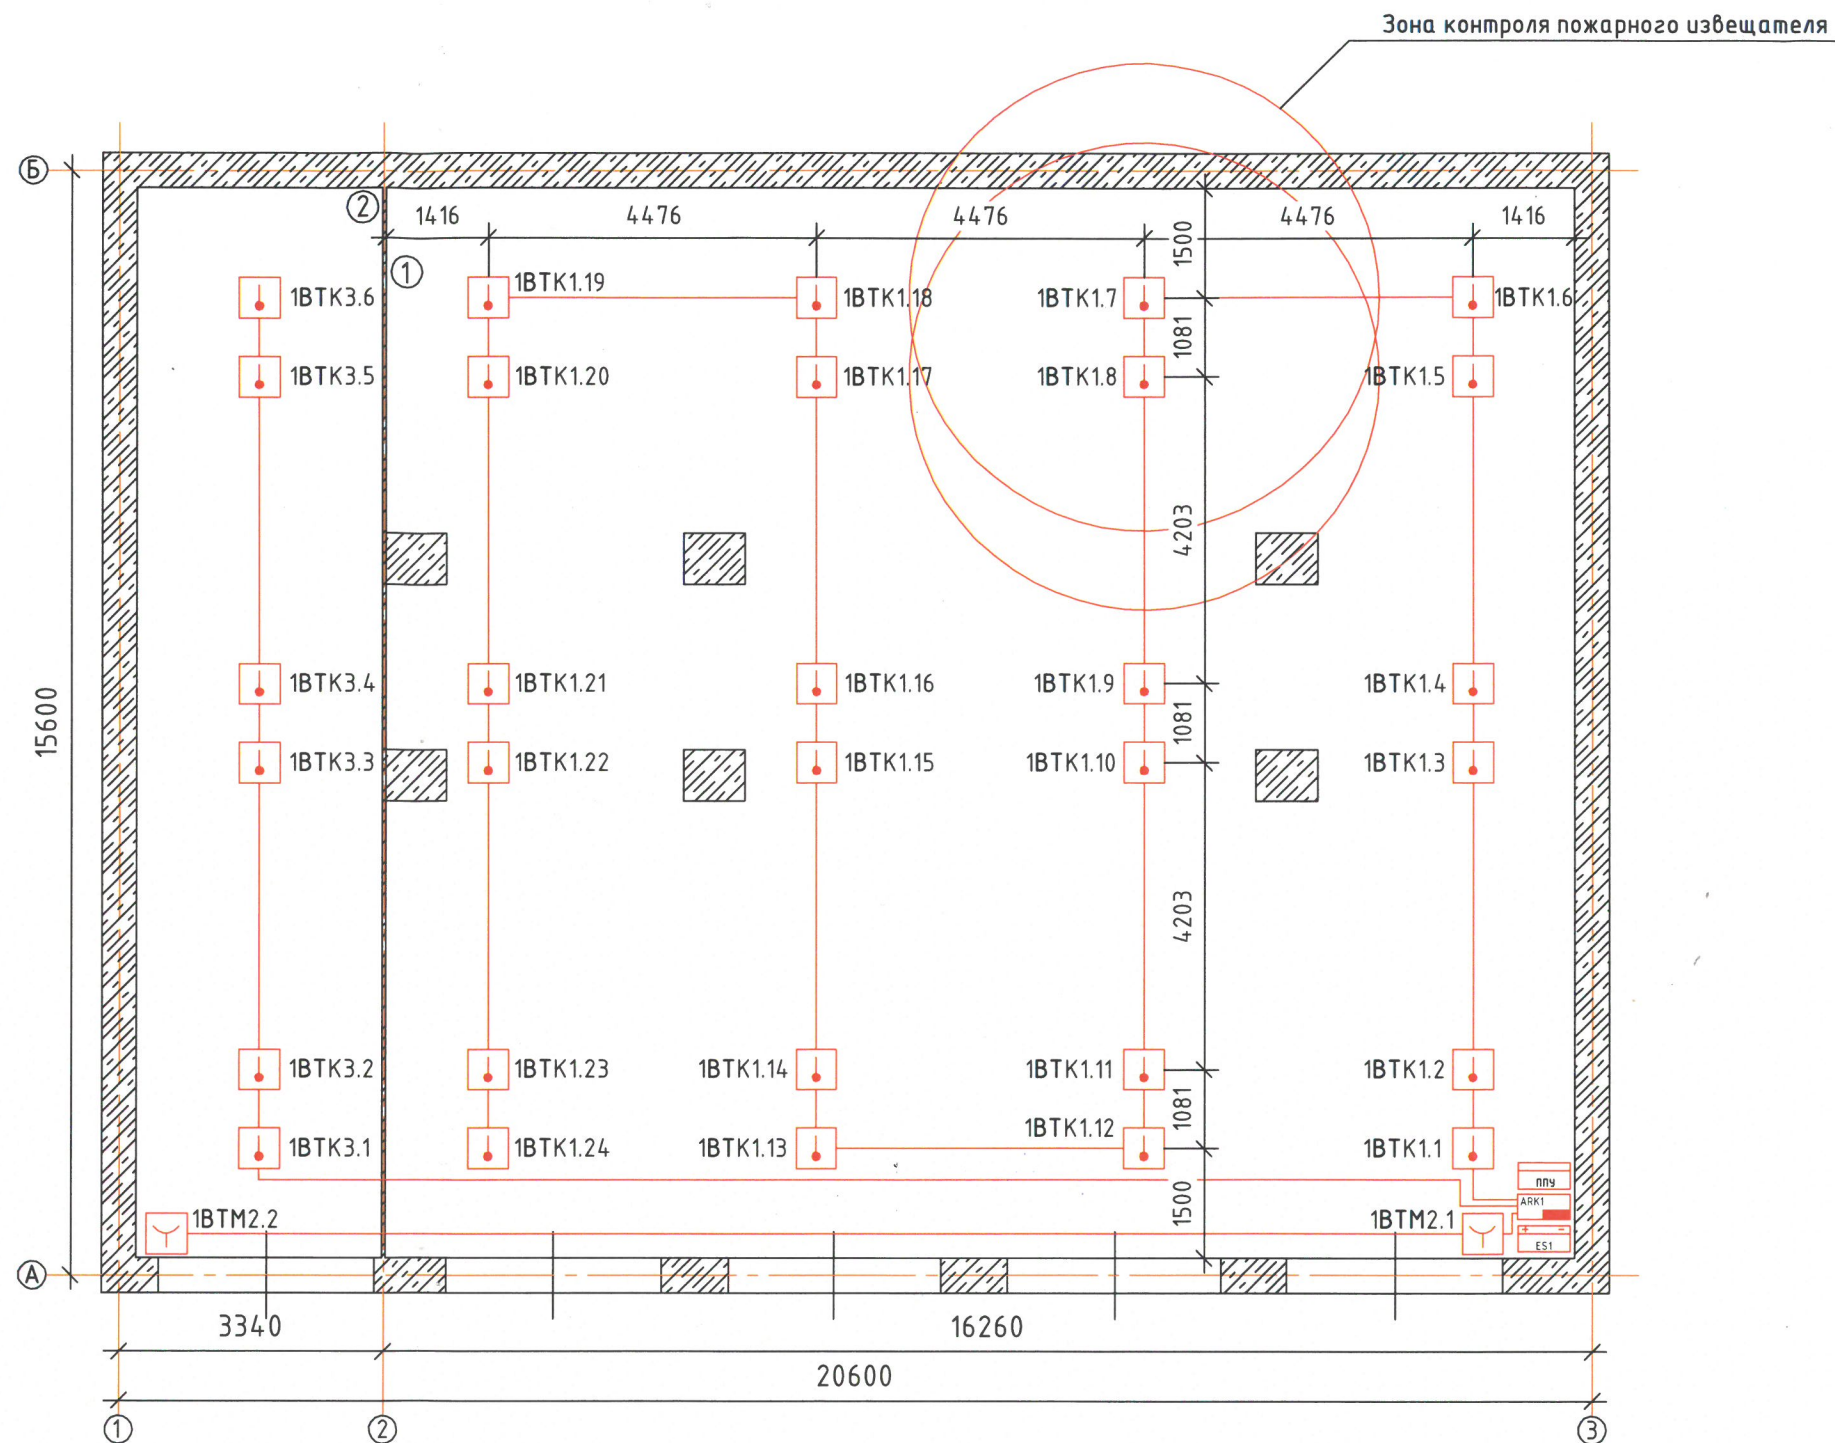 Зона контроля пожарного извещателя
Б
2
1416
4476
4476
4476
1416
1500
1
1ВТК3.6
1ВТК1.19
1ВТК1.18
1ВТК1.7
1ВТК1.6
1081
1ВТК3.5
1ВТК1.20
1ВТК1.17
1ВТК1.8
1ВТК1.5
4203
15600
1ВТК3.4
1ВТК1.21
1ВТК1.16
1ВТК1.9
1ВТК1.4
1081
1ВТК3.3
1ВТК1.22
1ВТК1.15
1ВТК1.10
1ВТК1.3
4203
1ВТК3.2
1ВТК1.23
1ВТК1.14
1ВТК1.11
1ВТК1.2
1081
1ВТК3.1
1ВТК1.24
1ВТК1.13
1ВТК1.12
1ВТК1.1
ППУ
ARK1
1500
1ВТМ2.2
1ВТМ2.1
+ −
ES1
А
3340
16260
20600
1
2
3